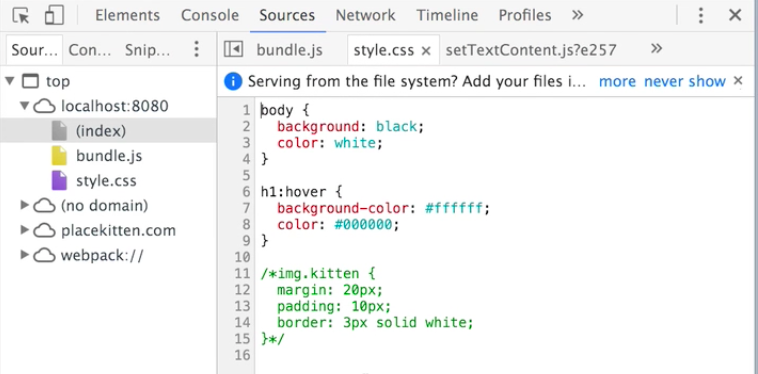 Elements Console Sources Network Timeline Profiles »
Sour... Con... Snip...
bundle.js style.css × setTextContent.js?e257 »
Serving from the file system? Add your files i... more never show ×
top
localhost:8080
(index)
bundle.js
style.css
(no domain)
placekitten.com
webpack://
1 body {
2 background: black;
3 color: white;
4 }
5
6 h1:hover {
7 background-color: #ffffff;
8 color: #000000;
9 }
10
11 /*img.kitten {
12 margin: 20px;
13 padding: 10px;
14 border: 3px solid white;
15 }*/
16